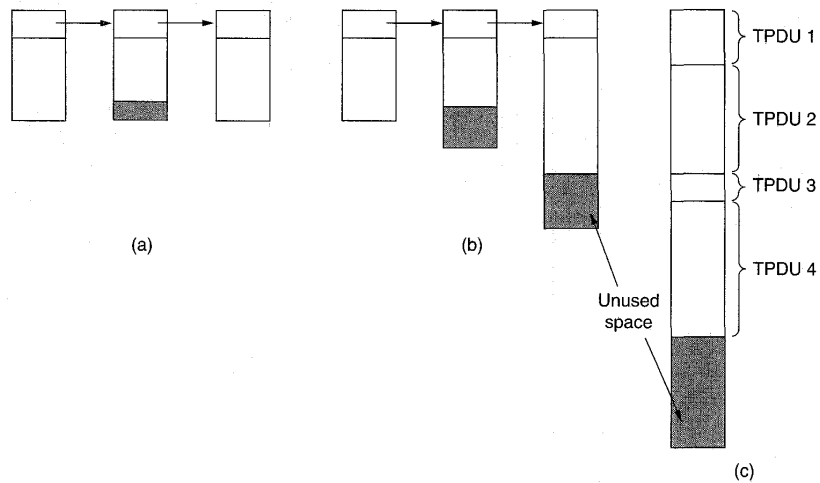 TPDU 1
TPDU 2
TPDU 3
TPDU 4
(a)
(b)
Unused
space
(c)